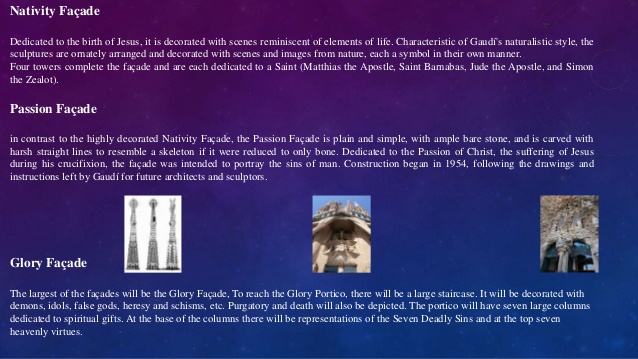 Nativity Façade
Dedicated to the birth of Jesus, it is decorated with scenes reminiscent of elements of life. Characteristic of Gaudí's naturalistic style, the
sculptures are ornately arranged and decorated with scenes and images from nature, each a symbol in their own manner.
Four towers complete the façade and are each dedicated to a Saint (Matthias the Apostle, Saint Barnabas, Jude the Apostle, and Simon
the Zealot).
Passion Façade
in contrast to the highly decorated Nativity Façade, the Passion Façade is plain and simple, with ample bare stone, and is carved with
harsh straight lines to resemble a skeleton if it were reduced to only bone. Dedicated to the Passion of Christ, the suffering of Jesus
during his crucifixion, the façade was intended to portray the sins of man. Construction began in 1954, following the drawings and
instructions left by Gaudí for future architects and sculptors.
Glory Façade
The largest of the façades will be the Glory Façade, To reach the Glory Portico, there will be a large staircase. It will be decorated with
demons, idols, false gods, heresy and schisms, etc. Purgatory and death will also be depicted. The portico will have seven large columns
dedicated to spiritual gifts. At the base of the columns there will be representations of the Seven Deadly Sins and at the top seven
heavenly virtues.